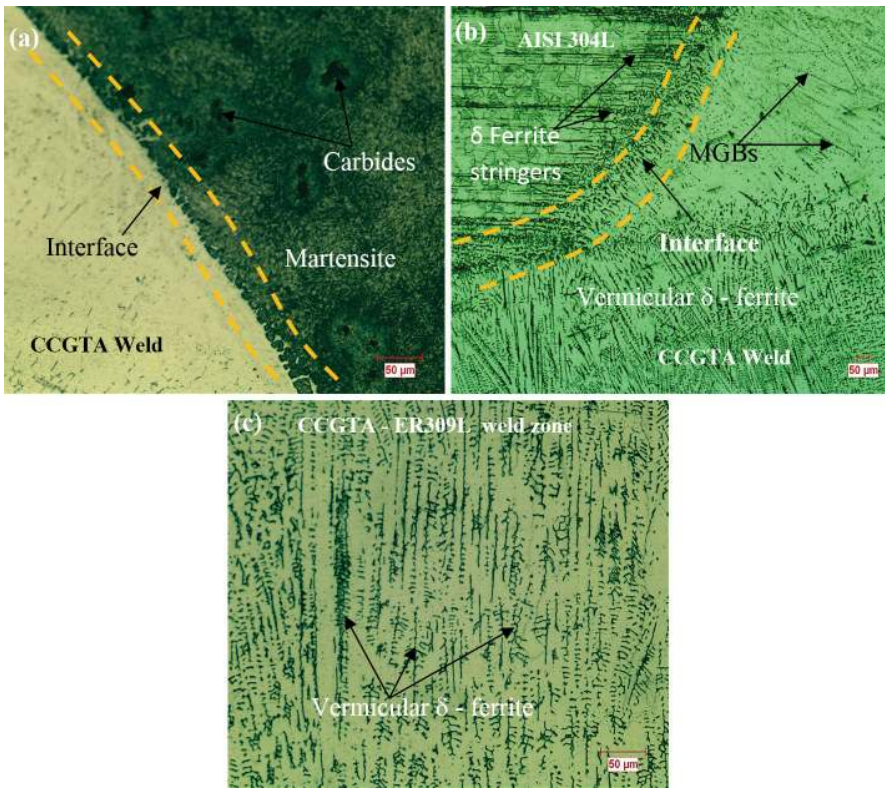 (a)
Carbides
Interface
Martensite
CCGTA Weld
50 µm
(b)
AISI 304L
δ Ferrite
stringers
MGBs
Interface
Vermicular δ - ferrite
CCGTA Weld
50 µm
(c)
CCGTA - ER309L weld zone
Vermicular δ - ferrite
50 µm